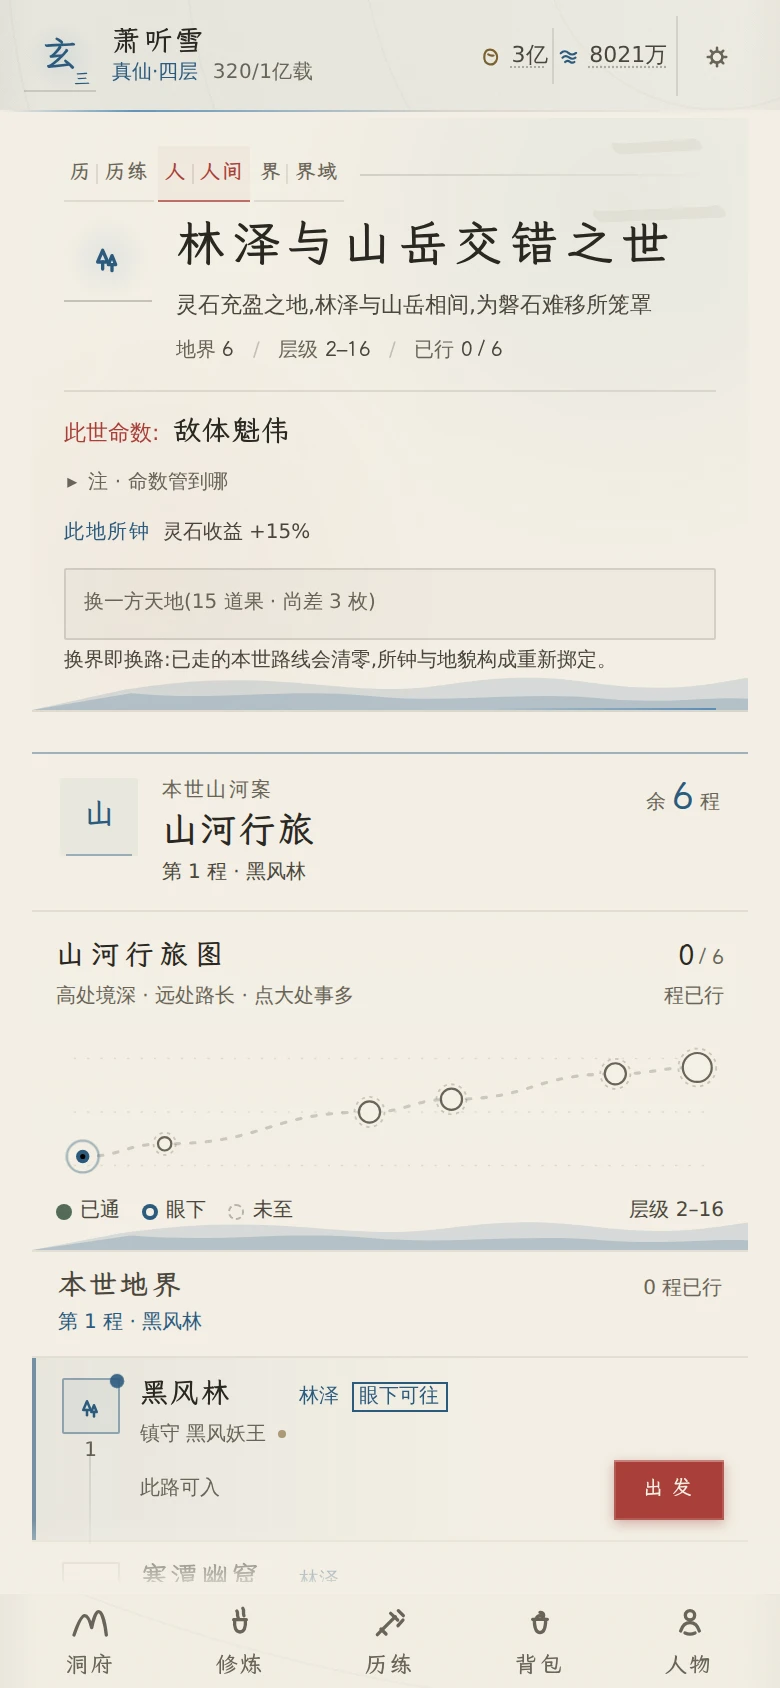 玄三
萧听雪
真仙·四层 320/1亿载
3亿 8021万
历 历练 人 人间 界 界域
林泽与山岳交错之世
灵石充盈之地,林泽与山岳相间,为磐石难移所笼罩
地界 6 / 层级 2–16 / 已行 0 / 6
此世命数: 敌体魁伟
▸ 注 · 命数管到哪
此地所钟 灵石收益 +15%
换一方天地(15 道果 · 尚差 3 枚)
换界即换路:已走的本世路线会清零,所钟与地貌构成重新掷定。
山
本世山河案
山河行旅
余 6 程
第 1 程 · 黑风林
山河行旅图
0 / 6
高处境深 · 远处路长 · 点大处事多
程已行
已通 眼下 未至 层级 2–16
本世地界
0 程已行
第 1 程 · 黑风林
黑风林 林泽 眼下可往
镇守 黑风妖王
1
此路可入
出发
寒潭幽窟 林泽
洞府 修炼 历练 背包 人物